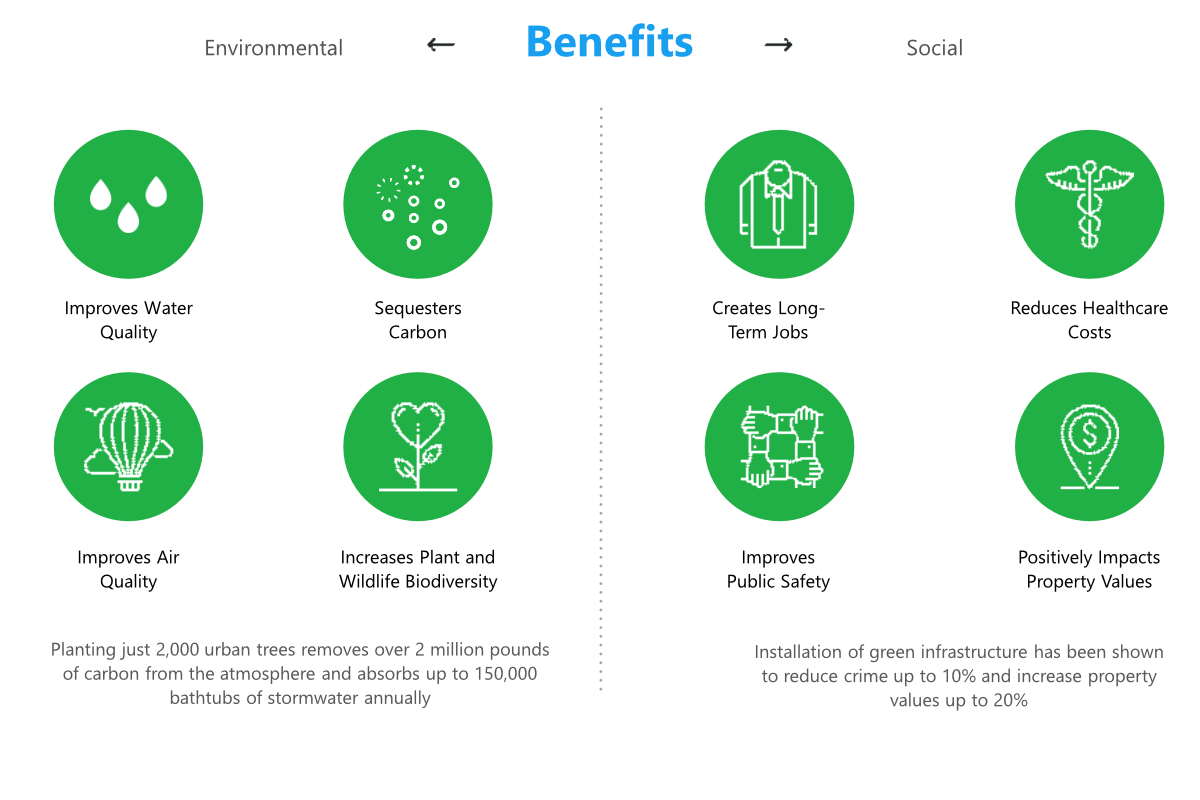 Environmental ← Benefits → Social
Improves Water
Quality
Sequesters
Carbon
Creates Long-
Term Jobs
Reduces Healthcare
Costs
$
Improves Air
Quality
Increases Plant and
Wildlife Biodiversity
Improves
Public Safety
Positively Impacts
Property Values
Planting just 2,000 urban trees removes over 2 million pounds
of carbon from the atmosphere and absorbs up to 150,000
bathtubs of stormwater annually
Installation of green infrastructure has been shown
to reduce crime up to 10% and increase property
values up to 20%